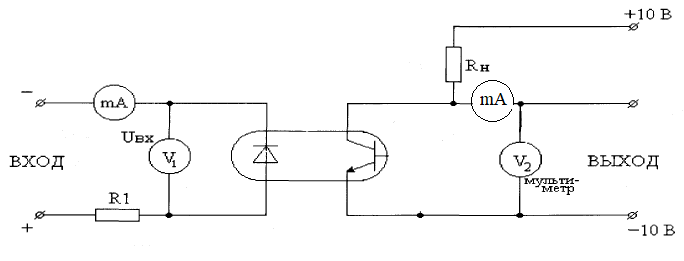 +10 В
Rн
−
mA
mA
Uвх
ВХОД
V1
V2
ВЫХОД
мульти-
метр
R1
+
−10 В